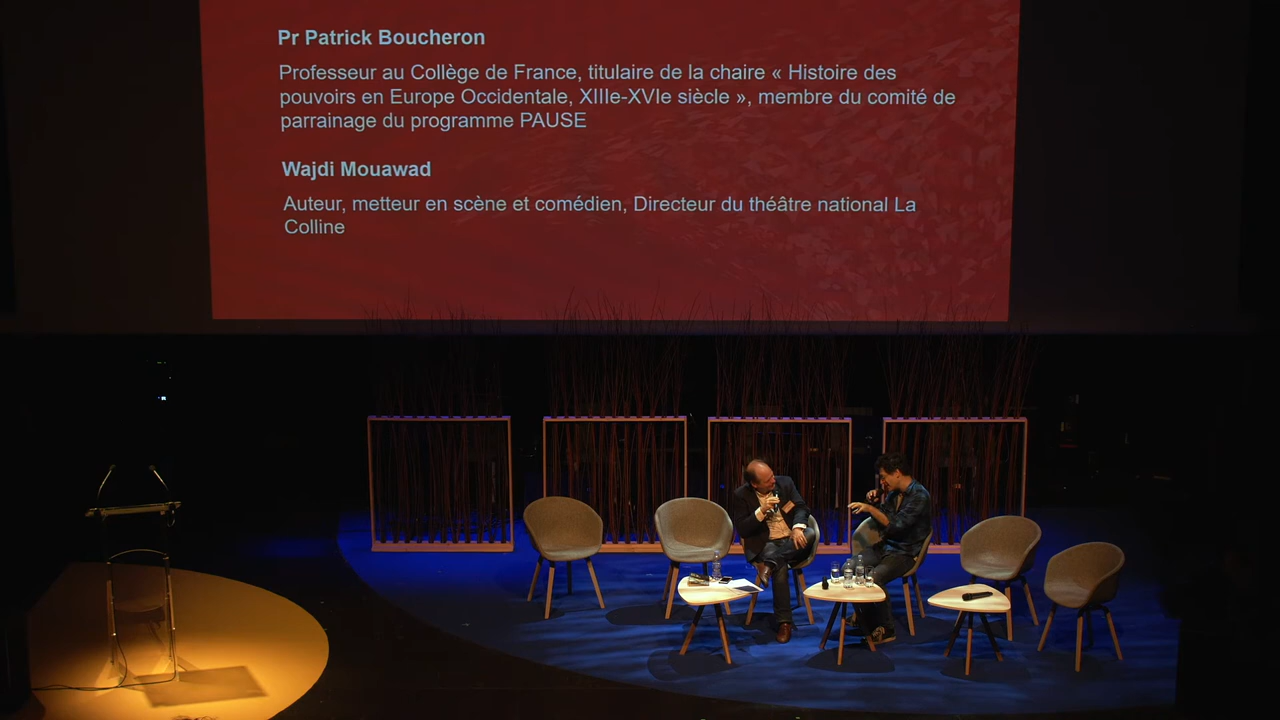 Pr Patrick Boucheron
Professeur au Collège de France, titulaire de la chaire « Histoire des
pouvoirs en Europe Occidentale, XIIIe-XVIe siècle », membre du comité de
parrainage du programme PAUSE
Wajdi Mouawad
Auteur, metteur en scène et comédien, Directeur du théâtre national La
Colline